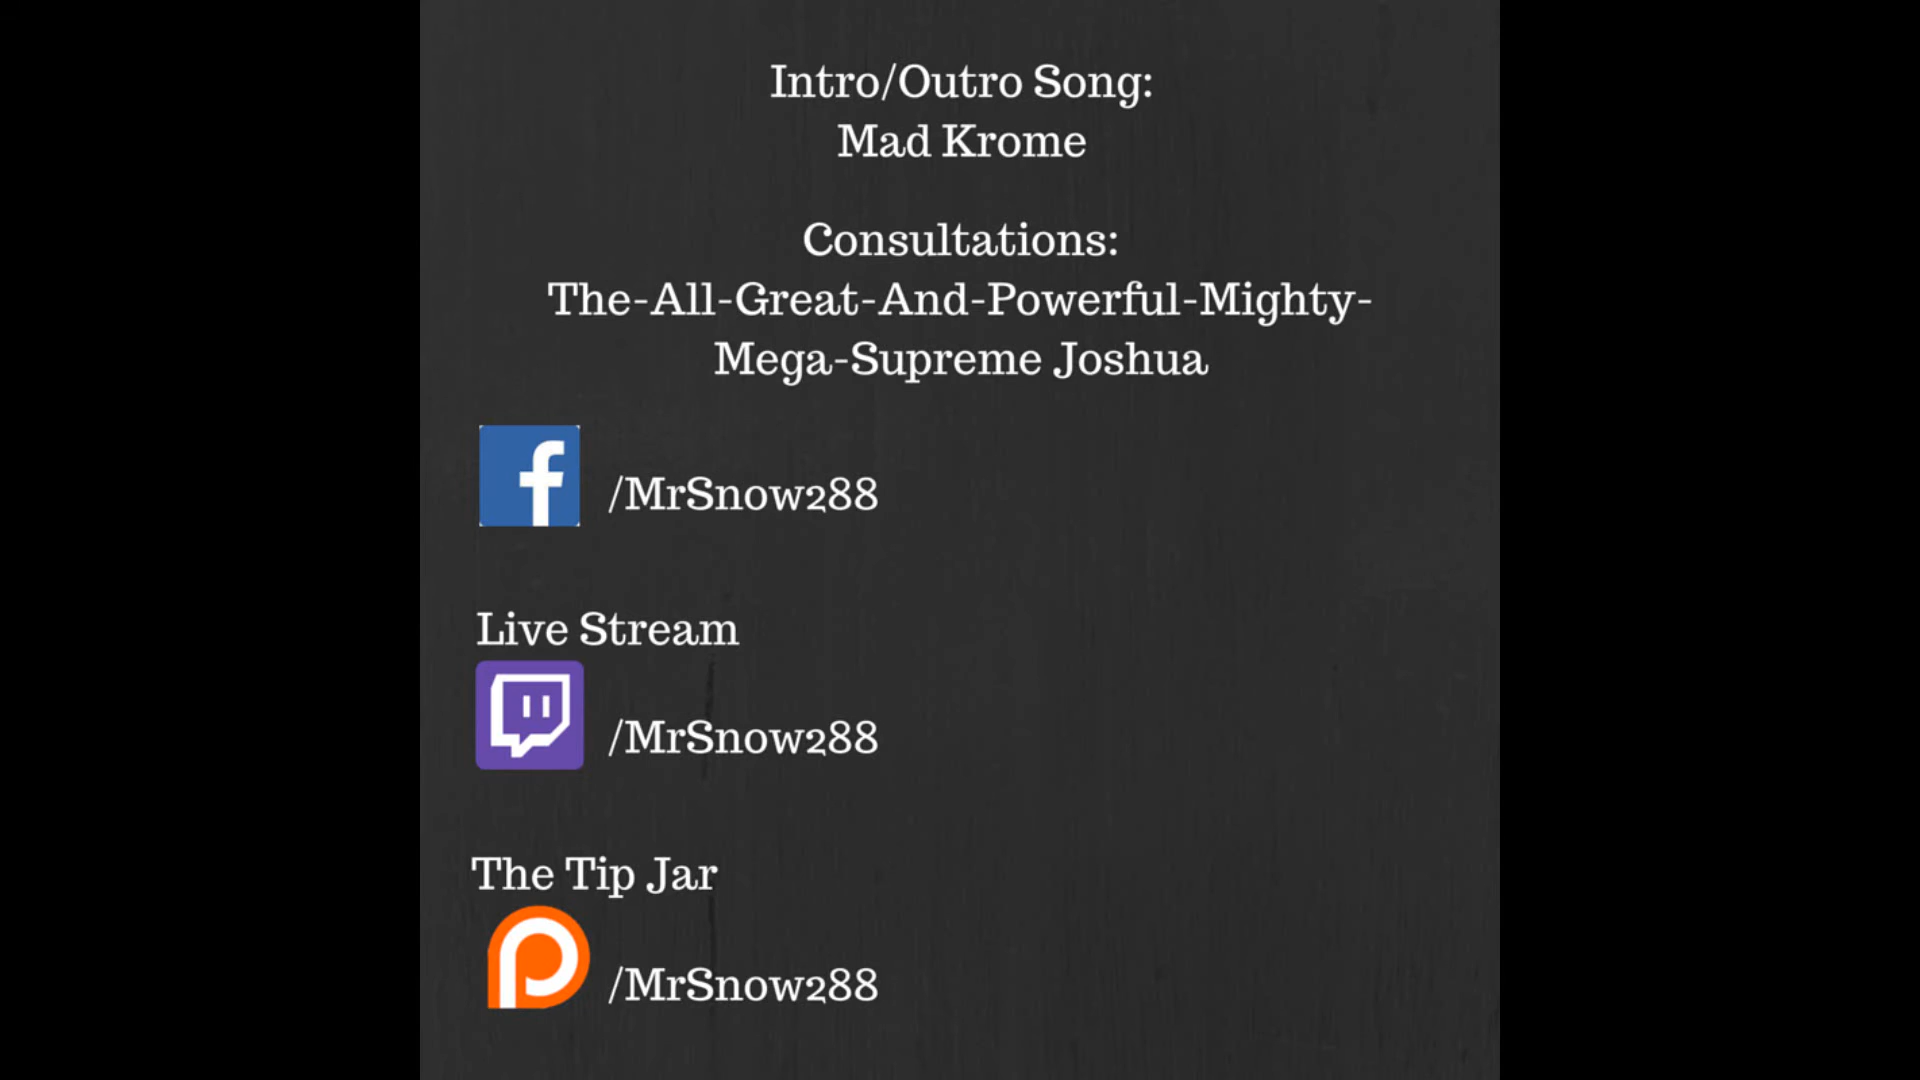 Intro/Outro Song:
Mad Krome
Consultations:
The-All-Great-And-Powerful-Mighty-
Mega-Supreme Joshua
/MrSnow288
Live Stream
/MrSnow288
The Tip Jar
/MrSnow288